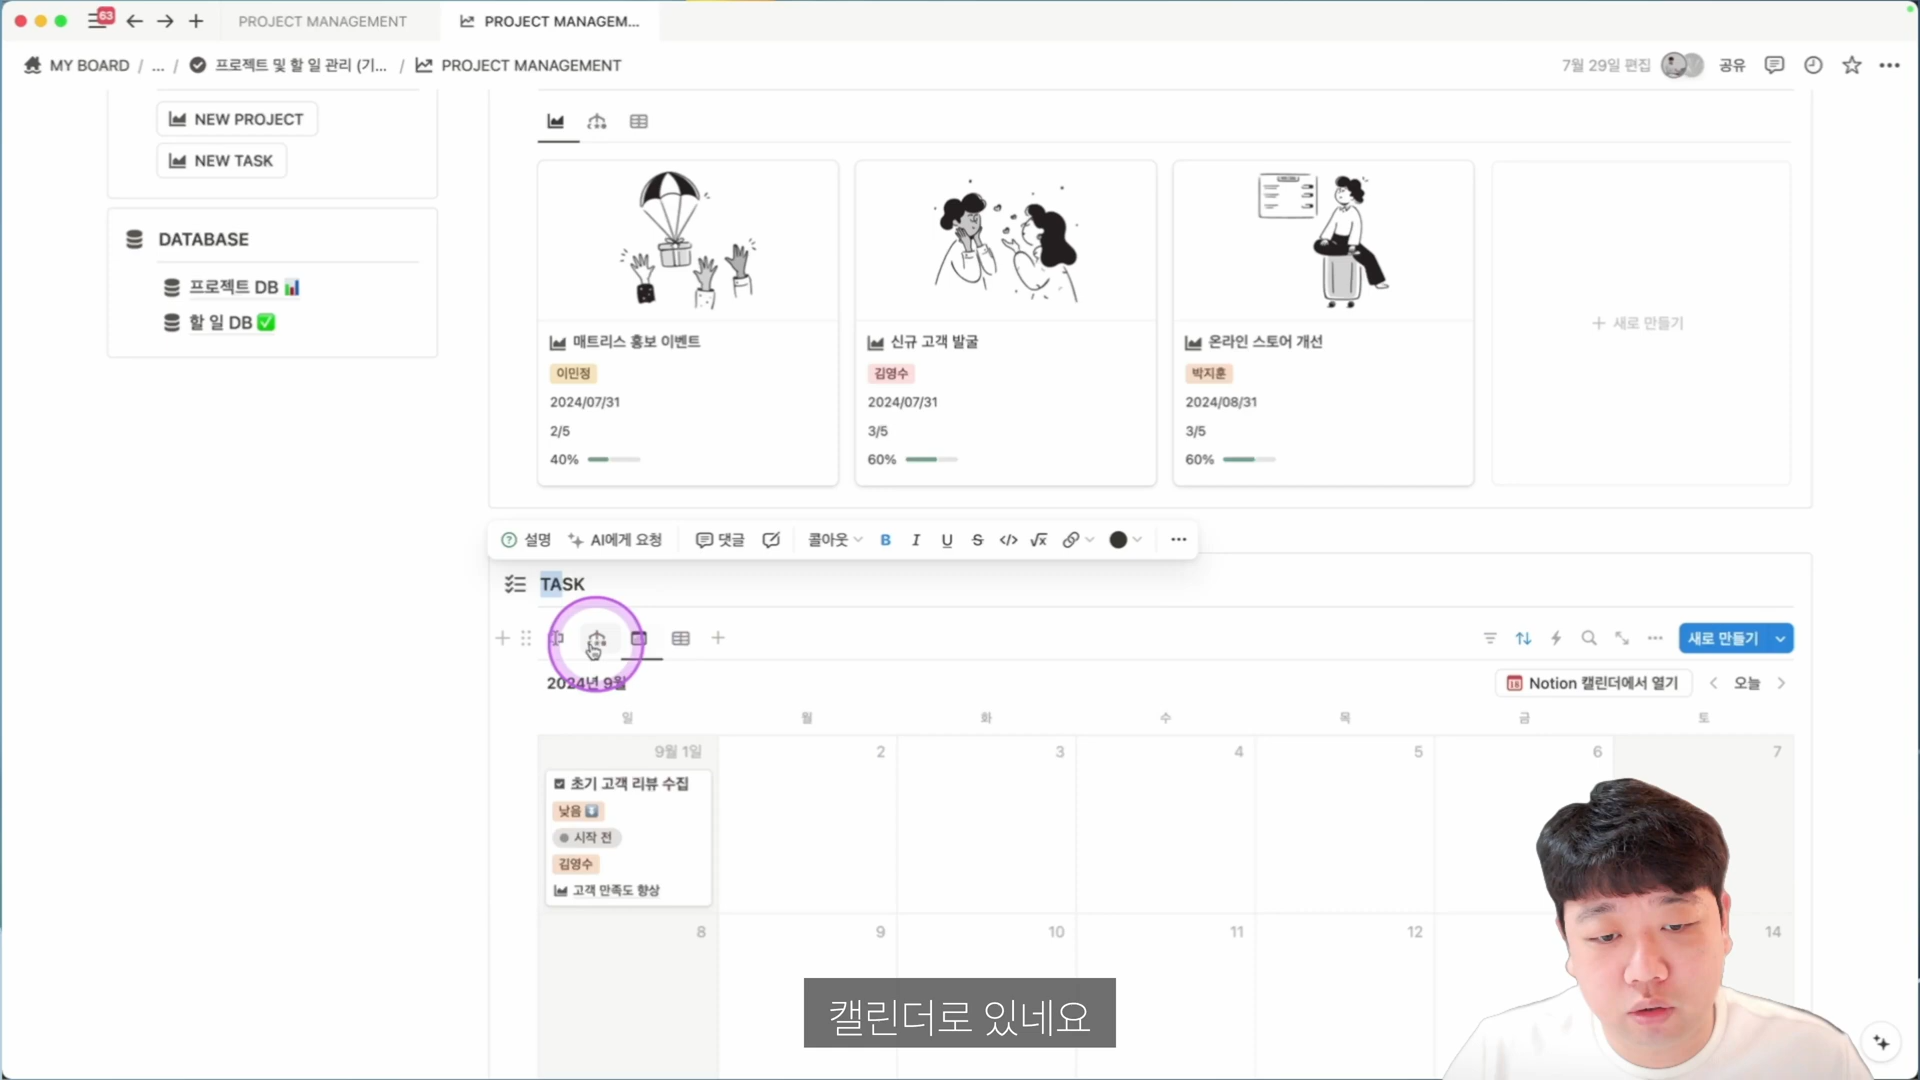 63
PROJECT MANAGEMENT
PROJECT MANAGEM...
MY BOARD / ... / 프로젝트 및 할 일 관리 (기... / PROJECT MANAGEMENT
7월 29일 편집
공유
NEW PROJECT
NEW TASK
DATABASE
프로젝트 DB
할 일 DB
매트리스 홍보 이벤트
이민정
2024/07/31
2/5
40%
신규 고객 발굴
김영수
2024/07/31
3/5
60%
온라인 스토어 개선
박지훈
2024/08/31
3/5
60%
+ 새로 만들기
설명
AI에게 요청
댓글
콜아웃
B I U S </> √x
TASK
새로 만들기
2024년 9월
Notion 캘린더에서 열기
오늘
일 월 화 수 목 금 토
9월 1일 2 3 4 5 6 7
초기 고객 리뷰 수집
낮음
시작 전
김영수
고객 만족도 향상
8 9 10 11 12 14
캘린더로 있네요